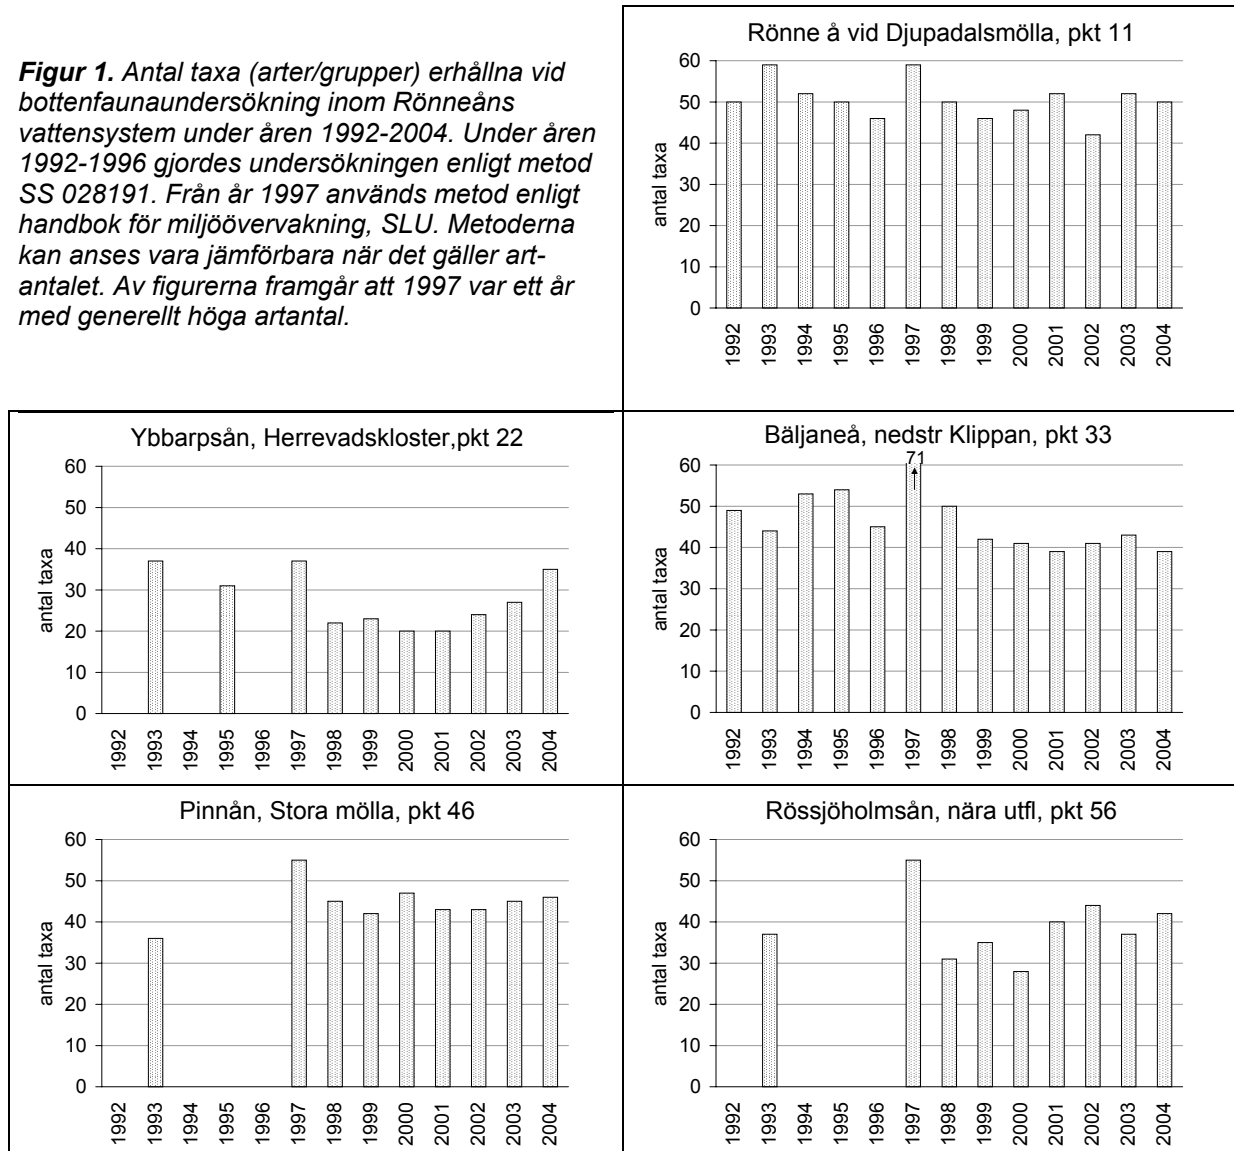 Figur 1. Antal taxa (arter/grupper) erhållna vid
bottenfaunaundersökning inom Rönneåns
vattensystem under åren 1992-2004. Under åren
1992-1996 gjordes undersökningen enligt metod
SS 028191. Från år 1997 används metod enligt
handbok för miljöövervakning, SLU. Metoderna
kan anses vara jämförbara när det gäller art-
antalet. Av figurerna framgår att 1997 var ett år
med generellt höga artantal.
Rönne å vid Djupadalsmölla, pkt 11
antal taxa
60
50
40
30
20
10
0
1992 1993 1994 1995 1996 1997 1998 1999 2000 2001 2002 2003 2004
Ybbarpsån, Herrevadskloster,pkt 22
antal taxa
60
50
40
30
20
10
0
1992 1993 1994 1995 1996 1997 1998 1999 2000 2001 2002 2003 2004
Bäljaneå, nedstr Klippan, pkt 33
71
antal taxa
60
50
40
30
20
10
0
1992 1993 1994 1995 1996 1997 1998 1999 2000 2001 2002 2003 2004
Pinnån, Stora mölla, pkt 46
antal taxa
60
50
40
30
20
10
0
1992 1993 1994 1995 1996 1997 1998 1999 2000 2001 2002 2003 2004
Rössjöholmsån, nära utfl, pkt 56
antal taxa
60
50
40
30
20
10
0
1992 1993 1994 1995 1996 1997 1998 1999 2000 2001 2002 2003 2004